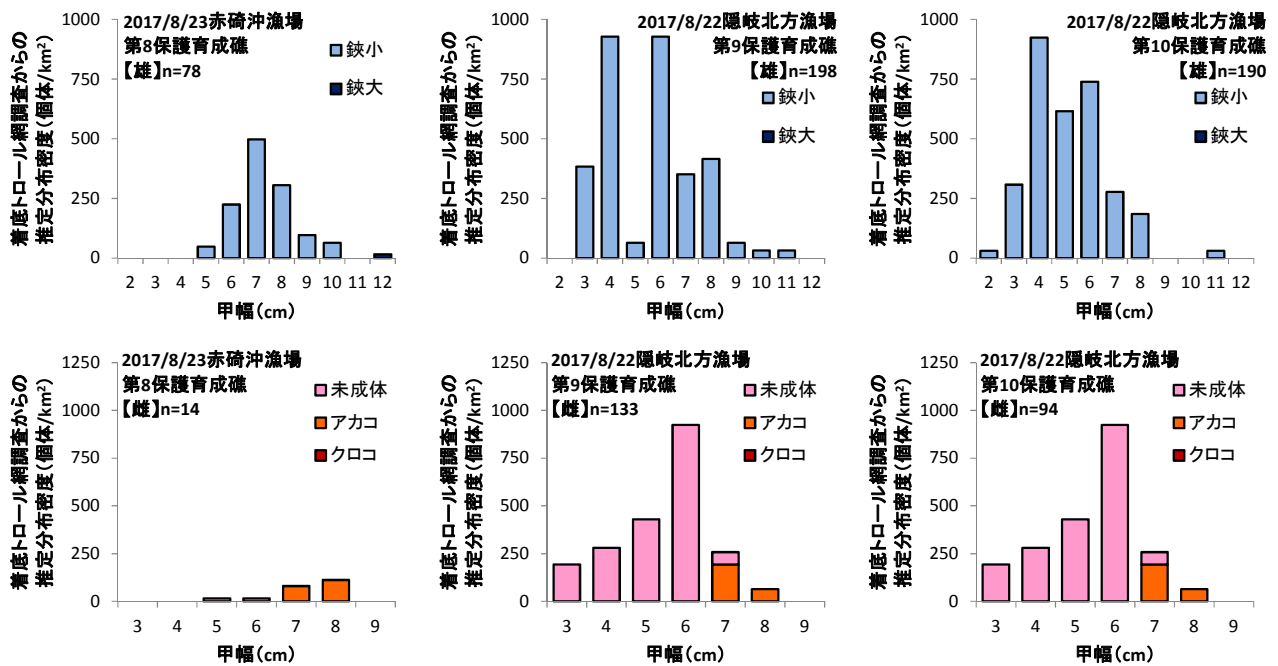 着底トロール網調査からの
推定分布密度(個体/km²)
1000
750
500
250
0
2017/8/23赤碕沖漁場
第8保護育成礁
【雄】n=78
鋏小
鋏大
2 3 4 5 6 7 8 9 10 11 12
甲幅(cm)
着底トロール網調査からの
推定分布密度(個体/km²)
1000
750
500
250
0
2017/8/22隠岐北方漁場
第9保護育成礁
【雄】n=198
鋏小
鋏大
2 3 4 5 6 7 8 9 10 11 12
甲幅(cm)
着底トロール網調査からの
推定分布密度(個体/km²)
1000
750
500
250
0
2017/8/22隠岐北方漁場
第10保護育成礁
【雄】n=190
鋏小
鋏大
2 3 4 5 6 7 8 9 10 11 12
甲幅(cm)
着底トロール網調査からの
推定分布密度(個体/km²)
1250
1000
750
500
250
0
2017/8/23赤碕沖漁場
第8保護育成礁
【雌】n=14
未成体
アカコ
クロコ
3 4 5 6 7 8 9
甲幅(cm)
着底トロール網調査からの
推定分布密度(個体/km²)
1250
1000
750
500
250
0
2017/8/22隠岐北方漁場
第9保護育成礁
【雌】n=133
未成体
アカコ
クロコ
3 4 5 6 7 8 9
甲幅(cm)
着底トロール網調査からの
推定分布密度(個体/km²)
1250
1000
750
500
250
0
2017/8/22隠岐北方漁場
第10保護育成礁
【雌】n=94
未成体
アカコ
クロコ
3 4 5 6 7 8 9
甲幅(cm)